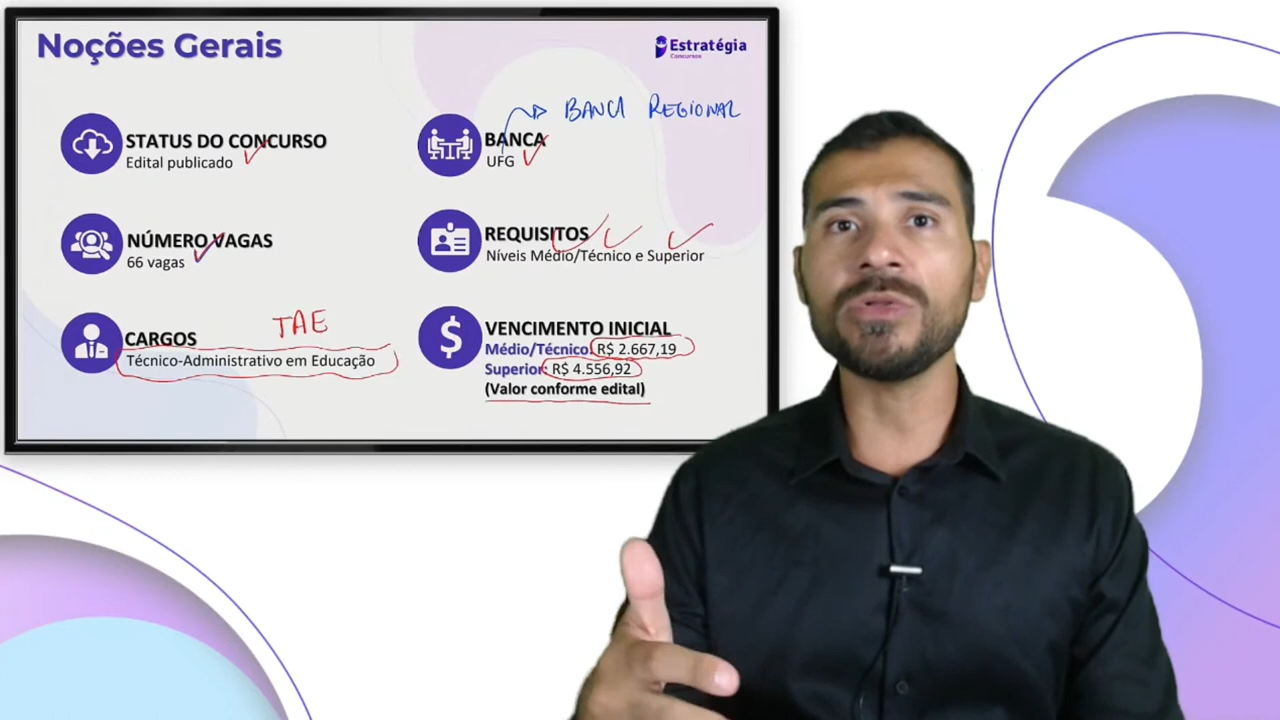 Noções Gerais
Estratégia
Concursos
BANCA REGIONAL
STATUS DO CONCURSO
Edital publicado
BANCA
UFG
NÚMERO VAGAS
66 vagas
REQUISITOS
Níveis Médio/Técnico e Superior
TAE
CARGOS
Técnico-Administrativo em Educação
VENCIMENTO INICIAL
Médio/Técnico: R$ 2.667,19
Superior: R$ 4.556,92
(Valor conforme edital)